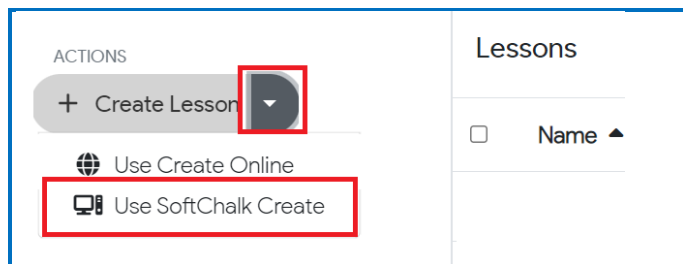 ACTIONS
+ Create Lesson
Use Create Online
Use SoftChalk Create
Lessons
Name